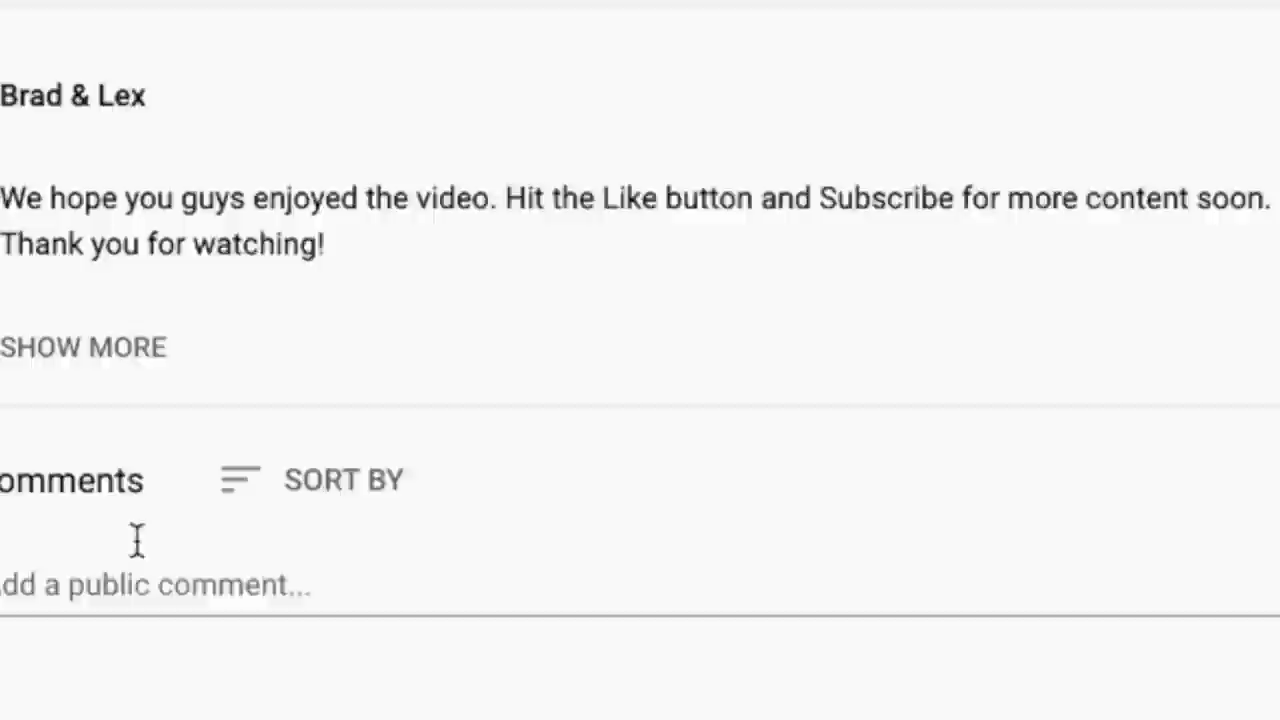 Brad & Lex
We hope you guys enjoyed the video. Hit the Like button and Subscribe for more content soon.
Thank you for watching!
SHOW MORE
omments SORT BY
dd a public comment...